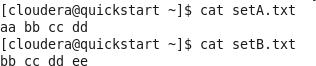 [cloudera@quickstart ~]$ cat setA.txt
aa bb cc dd
[cloudera@quickstart ~]$ cat setB.txt
bb cc dd ee